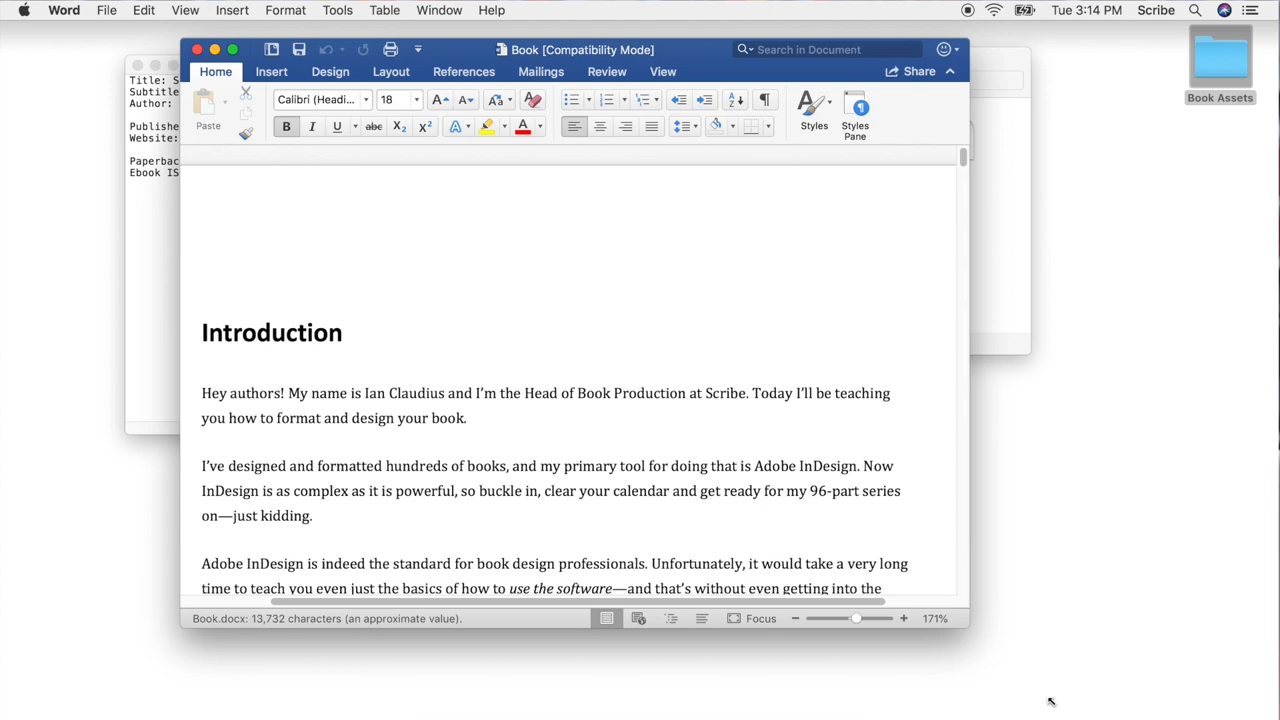 Word File Edit View Insert Format Tools Table Window Help Tue 3:14 PM Scribe
Book [Compatibility Mode] Search in Document
Home Insert Design Layout References Mailings Review View Share
Calibri (Headi... 18
Paste Styles Styles Pane
B I U abc X2 X2 A A
Book Assets
Title: S
Subtitle
Author:
Publishe
Website:
Paperbac
Ebook IS
Introduction
Hey authors! My name is Ian Claudius and I’m the Head of Book Production at Scribe. Today I’ll be teaching
you how to format and design your book.
I’ve designed and formatted hundreds of books, and my primary tool for doing that is Adobe InDesign. Now
InDesign is as complex as it is powerful, so buckle in, clear your calendar and get ready for my 96-part series
on—just kidding.
Adobe InDesign is indeed the standard for book design professionals. Unfortunately, it would take a very long
time to teach you even just the basics of how to use the software—and that’s without even getting into the
Book.docx: 13,732 characters (an approximate value). Focus 171%